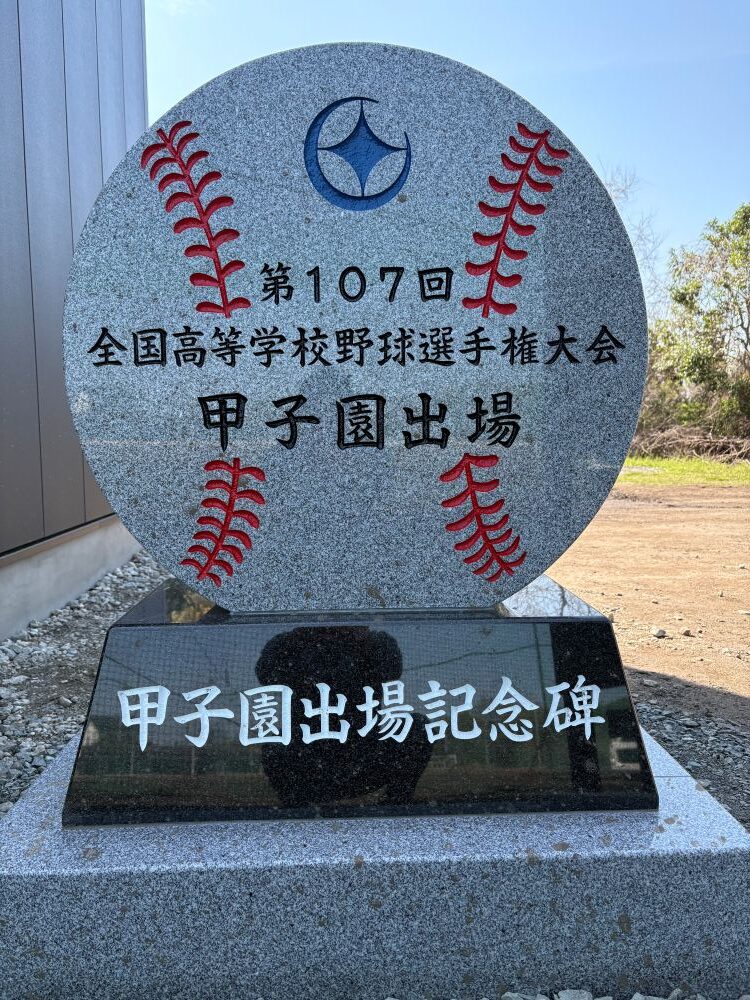 第107回
全国高等学校野球選手権大会
甲子園出場
甲子園出場記念碑